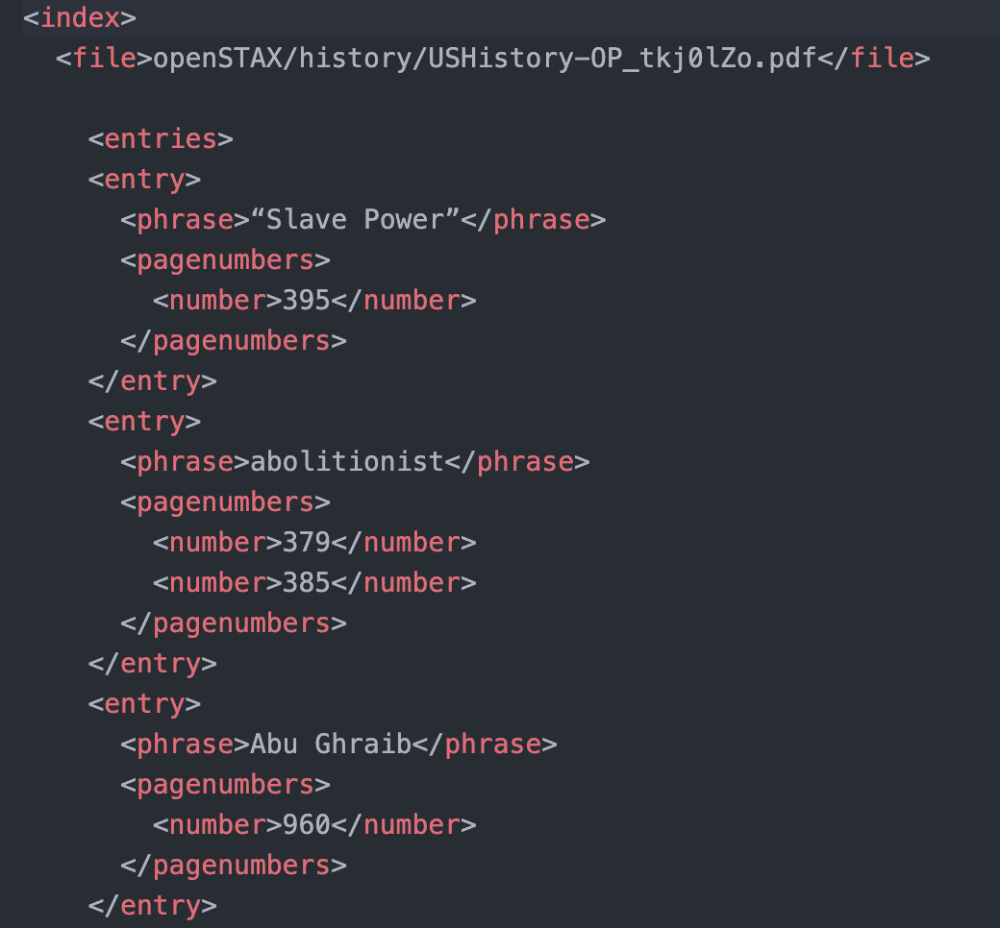 <index>
<file>openSTAX/history/USHistory-OP_tkj0lZo.pdf</file>
<entries>
<entry>
<phrase>“Slave Power”</phrase>
<pagenumbers>
<number>395</number>
</pagenumbers>
</entry>
<entry>
<phrase>abolitionist</phrase>
<pagenumbers>
<number>379</number>
<number>385</number>
</pagenumbers>
</entry>
<entry>
<phrase>Abu Ghraib</phrase>
<pagenumbers>
<number>960</number>
</pagenumbers>
</entry>